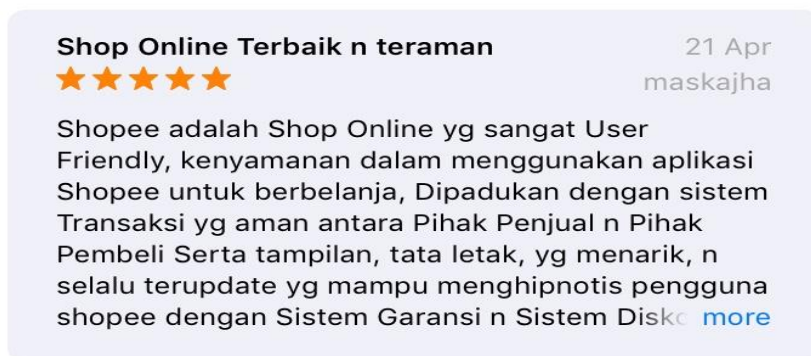 Shop Online Terbaik n teraman
21 Apr
maskajha
Shopee adalah Shop Online yg sangat User
Friendly, kenyamanan dalam menggunakan aplikasi
Shopee untuk berbelanja, Dipadukan dengan sistem
Transaksi yg aman antara Pihak Penjual n Pihak
Pembeli Serta tampilan, tata letak, yg menarik, n
selalu terupdate yg mampu menghipnotis pengguna
shopee dengan Sistem Garansi n Sistem more